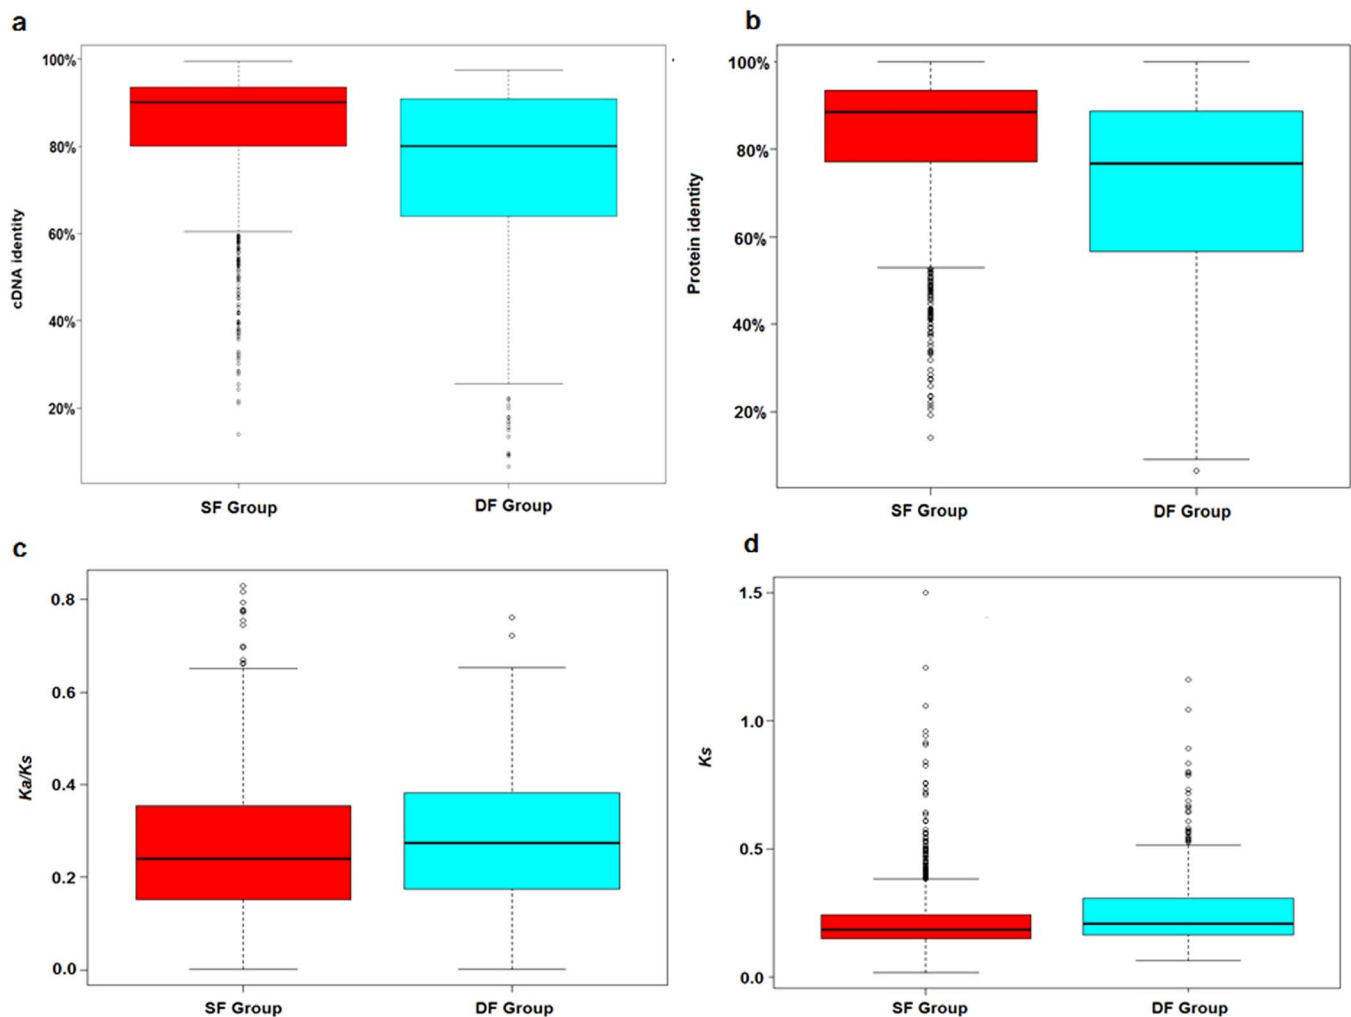 a
100%
80%
60%
40%
20%
cDNA identity
SF Group
DF Group
b
100%
80%
60%
40%
20%
Protein identity
SF Group
DF Group
c
0.8
0.6
0.4
0.2
0.0
Ka/Ks
SF Group
DF Group
d
1.5
1.0
0.5
0.0
Ks
SF Group
DF Group